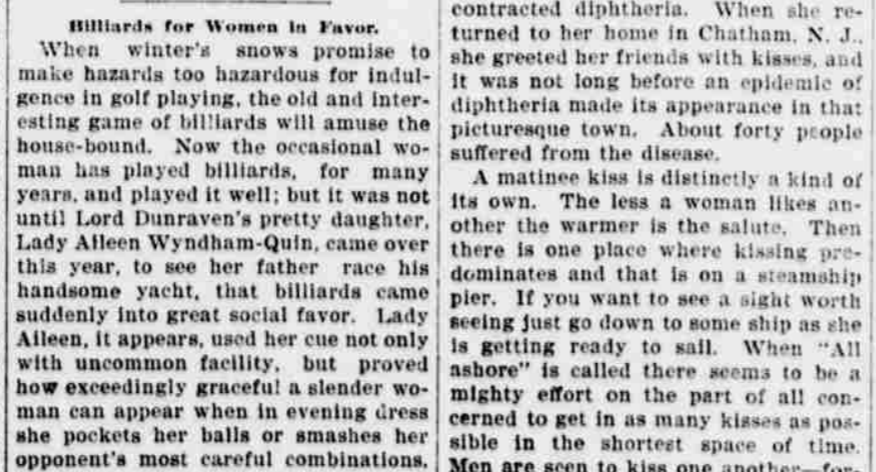 Billiards for Women in Favor.
When winter's snows promise to
make hazards too hazardous for indul-
gence in golf playing, the old and inter-
esting game of billiards will amuse the
house-bound. Now the occasional wo-
man has played billiards, for many
years, and played it well; but it was not
until Lord Dunraven's pretty daughter,
Lady Aileen Wyndham-Quin, came over
this year, to see her father race his
handsome yacht, that billiards came
suddenly into great social favor. Lady
Aileen, it appears, used her cue not only
with uncommon facility, but proved
how exceedingly graceful a slender wo-
man can appear when in evening dress
she pockets her balls or smashes her
opponent's most careful combinations.
contracted diphtheria. When she re-
turned to her home in Chatham, N. J.,
she greeted her friends with kisses, and
it was not long before an epidemic of
diphtheria made its appearance in that
picturesque town. About forty people
suffered from the disease.
A matinee kiss is distinctly a kind of
its own. The less a woman likes an-
other the warmer is the salute. Then
there is one place where kissing pre-
dominates and that is on a steamship
pier. If you want to see a sight worth
seeing just go down to some ship as she
is getting ready to sail. When "All
ashore" is called there seems to be a
mighty effort on the part of all con-
cerned to get in as many kisses as pos-
sible in the shortest space of time.
Men are seen to kiss one another, for-